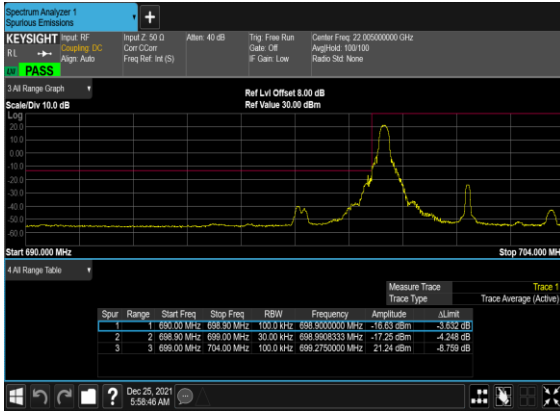 Spectrum Analyzer 1
Spurious Emissions
KEYSIGHT
RL
Input: RF
Coupling: DC
Align: Auto
Input Z: 50 Ω
Corr CCorr
Freq Ref: Int (S)
Atten: 40 dB
Trig: Free Run
Gate: Off
IF Gain: Low
Center Freq: 22.005000000 GHz
Avg|Hold: 100/100
Radio Std: None
PASS
3 All Range Graph
Ref Lvl Offset 8.00 dB
Scale/Div 10.0 dB
Ref Value 30.00 dBm
Log
20.0
10.0
0.00
-10.0
-20.0
-30.0
-40.0
-50.0
-60.0
Start 690.000 MHz
Stop 704.000 MHz
4 All Range Table
Measure Trace Trace 1
Trace Type Trace Average (Active)
Spur Range Start Freq Stop Freq RBW Frequency Amplitude ΔLimit
1 1 690.00 MHz 698.90 MHz 100.0 kHz 698.9000000 MHz -16.63 dBm -3.632 dB
2 2 698.90 MHz 699.00 MHz 30.00 kHz 698.9908333 MHz -17.25 dBm -4.248 dB
3 3 699.00 MHz 704.00 MHz 100.0 kHz 699.2750000 MHz 21.24 dBm -8.759 dB
?
Dec 25, 2021
5:58:46 AM